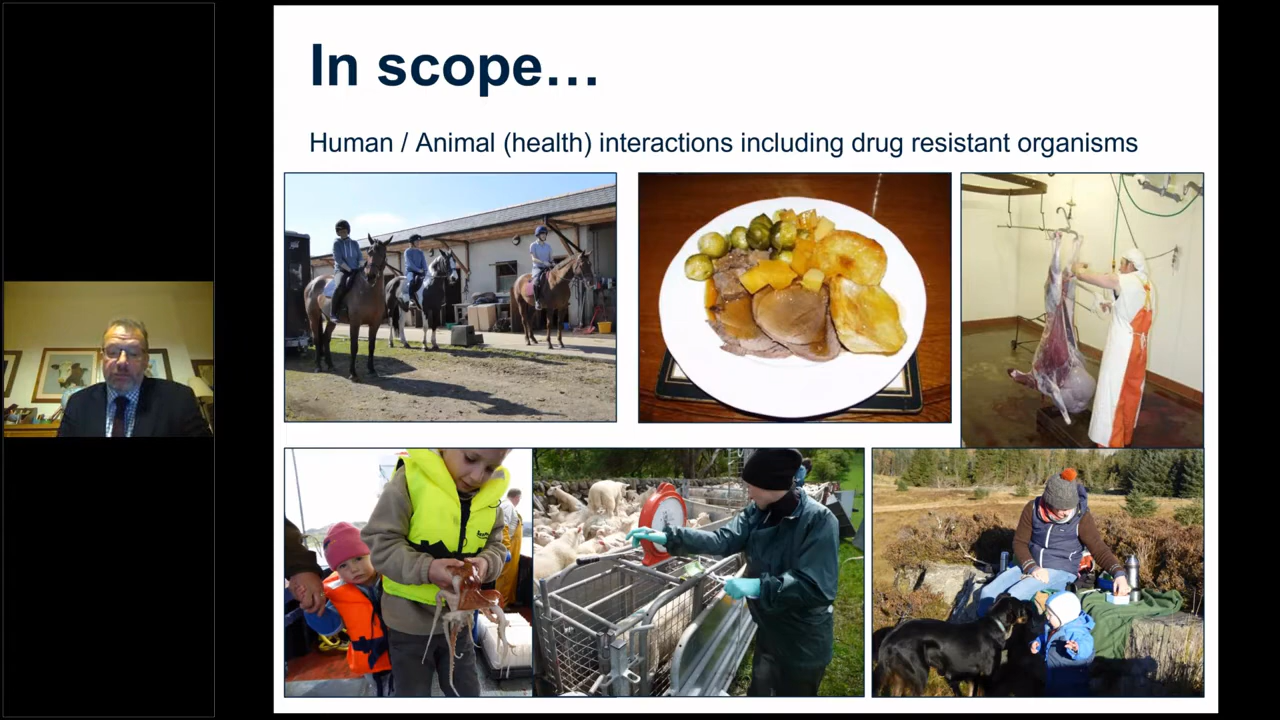 In scope…
Human / Animal (health) interactions including drug resistant organisms